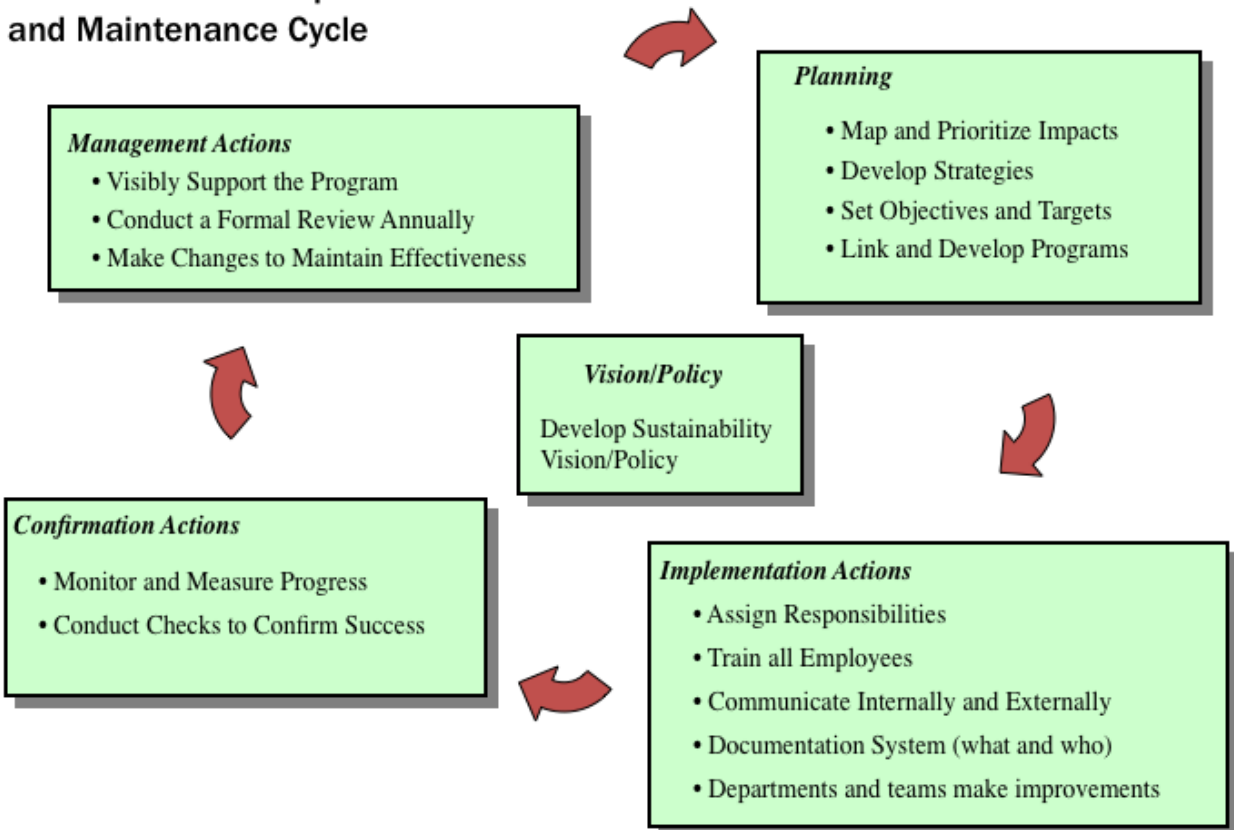 and Maintenance Cycle
Management Actions
• Visibly Support the Program
• Conduct a Formal Review Annually
• Make Changes to Maintain Effectiveness
Planning
• Map and Prioritize Impacts
• Develop Strategies
• Set Objectives and Targets
• Link and Develop Programs
Vision/Policy
Develop Sustainability
Vision/Policy
Confirmation Actions
• Monitor and Measure Progress
• Conduct Checks to Confirm Success
Implementation Actions
• Assign Responsibilities
• Train all Employees
• Communicate Internally and Externally
• Documentation System (what and who)
• Departments and teams make improvements